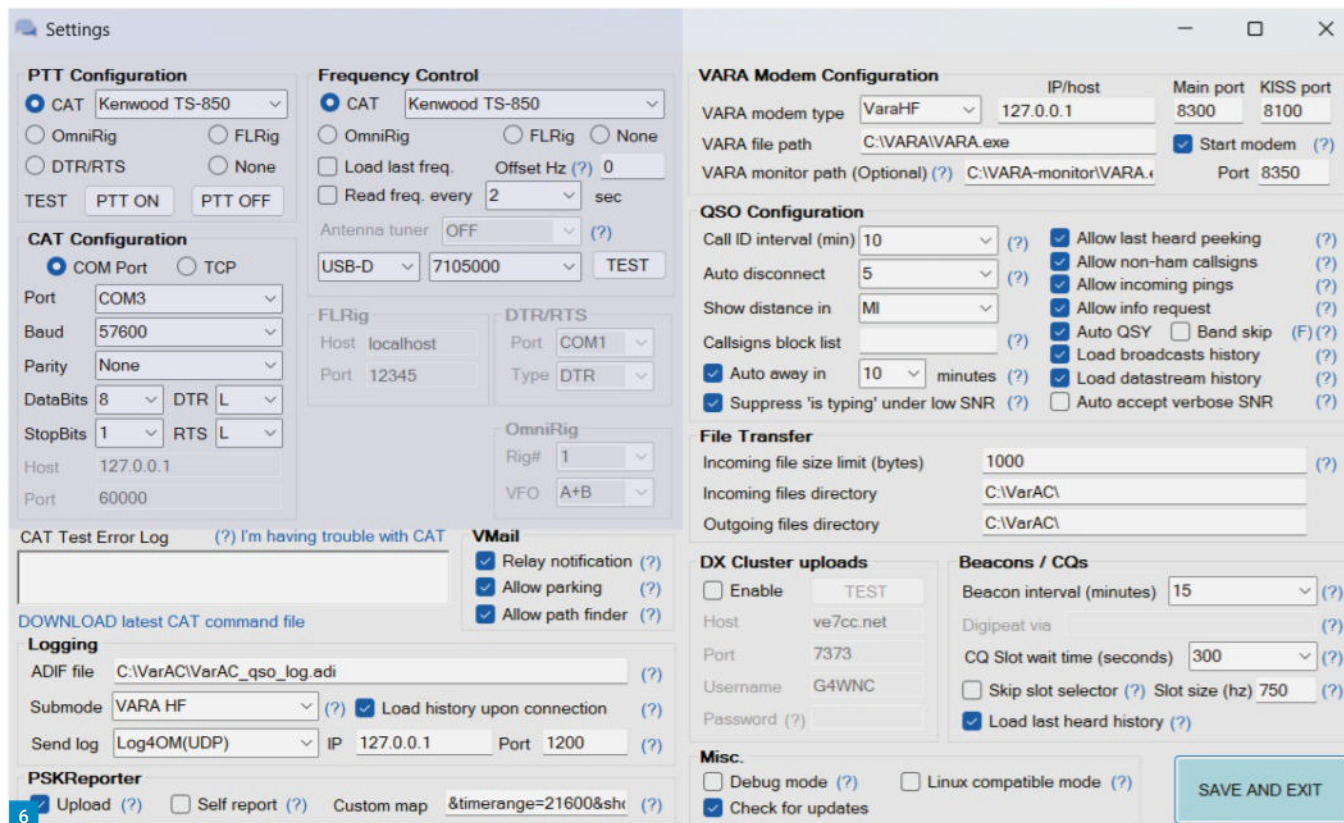 Settings
PTT Configuration
CAT Kenwood TS-850
OmniRig FLRig
DTR/RTS None
TEST PTT ON PTT OFF
CAT Configuration
COM Port TCP
Port COM3
Baud 57600
Parity None
DataBits 8 DTR L
StopBits 1 RTS L
Host 127.0.0.1
Port 60000
Frequency Control
CAT Kenwood TS-850
OmniRig FLRig None
Load last freq. Offset Hz (?) 0
Read freq. every 2 sec
Antenna tuner OFF (?)
USB-D 7105000 TEST
FLRig
Host localhost
Port 12345
DTR/RTS
Port COM1
Type DTR
OmniRig
Rig# 1
VFO A+B
CAT Test Error Log (?) I'm having trouble with CAT
DOWNLOAD latest CAT command file
VMail
Relay notification (?)
Allow parking (?)
Allow path finder (?)
Logging
ADIF file C:\VarAC\VarAC_qso_log.adi (?)
Submode VARA HF (?) Load history upon connection (?)
Send log Log4OM(UDP) IP 127.0.0.1 Port 1200 (?)
PSKReporter
Upload (?) Self report (?) Custom map &timerange=21600&sho (?)
6
VARA Modem Configuration
IP/host Main port KISS port
VARA modem type VaraHF 127.0.0.1 8300 8100
VARA file path C:\VARA\VARA.exe Start modem (?)
VARA monitor path (Optional) (?) C:\VARA-monitor\VARA.e Port 8350
QSO Configuration
Call ID interval (min) 10 (?)
Auto disconnect 5 (?)
Show distance in MI
Callsigns block list (?)
Auto away in 10 minutes (?)
Suppress 'is typing' under low SNR (?)
Allow last heard peeking (?)
Allow non-ham callsigns (?)
Allow incoming pings (?)
Allow info request (?)
Auto QSY Band skip (F) (?)
Load broadcasts history (?)
Load datastream history (?)
Auto accept verbose SNR (?)
File Transfer
Incoming file size limit (bytes) 1000 (?)
Incoming files directory C:\VarAC\
Outgoing files directory C:\VarAC\
DX Cluster uploads
Enable TEST
Host ve7cc.net
Port 7373
Username G4WNC
Password (?)
Beacons / CQs
Beacon interval (minutes) 15 (?)
Digipeat via (?)
CQ Slot wait time (seconds) 300 (?)
Skip slot selector (?) Slot size (hz) 750 (?)
Load last heard history (?)
Misc.
Debug mode (?) Linux compatible mode (?)
Check for updates
SAVE AND EXIT